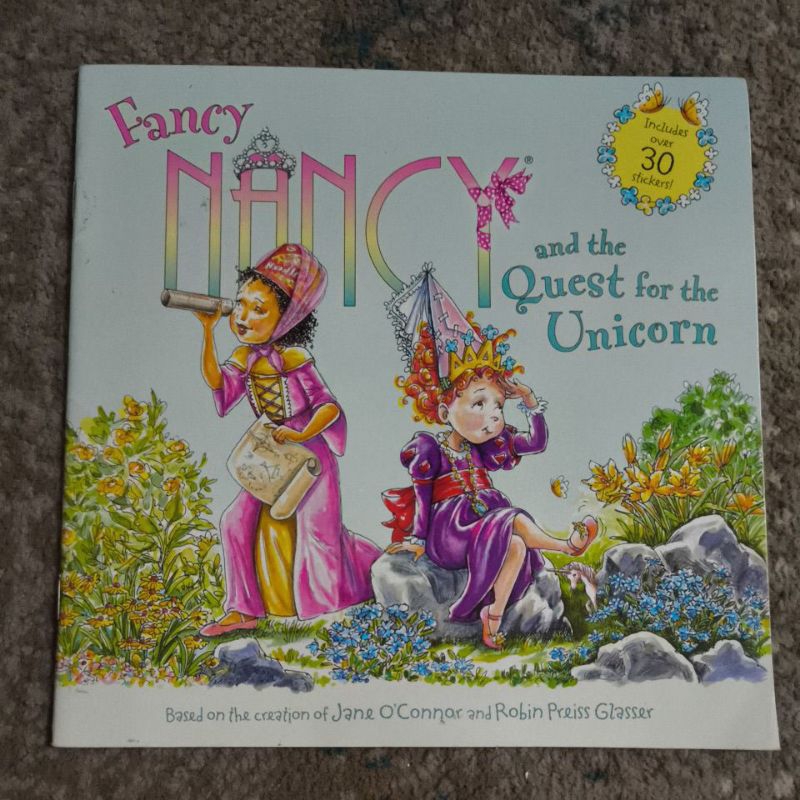 Fancy
NANCY®
Includes
over
30
stickers!
and the
Quest for the
Unicorn
Based on the creation of Jane O'Connor and Robin Preiss Glasser